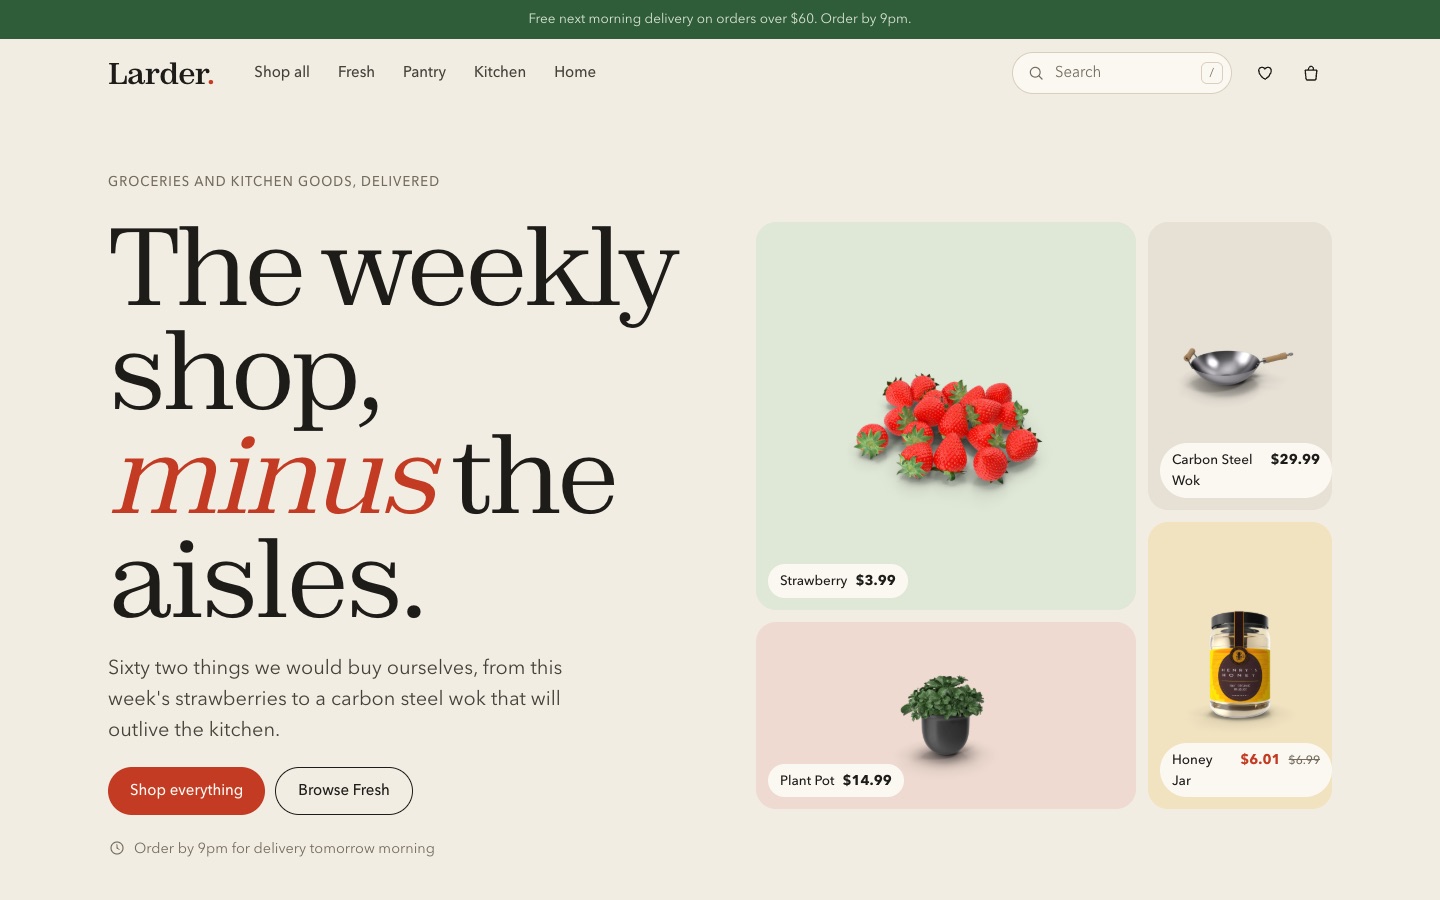 Free next morning delivery on orders over $60. Order by 9pm.
Larder.
Shop all
Fresh
Pantry
Kitchen
Home
Search
/
GROCERIES AND KITCHEN GOODS, DELIVERED
The weekly
shop,
minus the
aisles.
Sixty two things we would buy ourselves, from this
week's strawberries to a carbon steel wok that will
outlive the kitchen.
Shop everything
Browse Fresh
Order by 9pm for delivery tomorrow morning
Strawberry $3.99
Carbon Steel $29.99
Wok
Plant Pot $14.99
HENRY'S
HONEY
Honey $6.01 $6.99
Jar